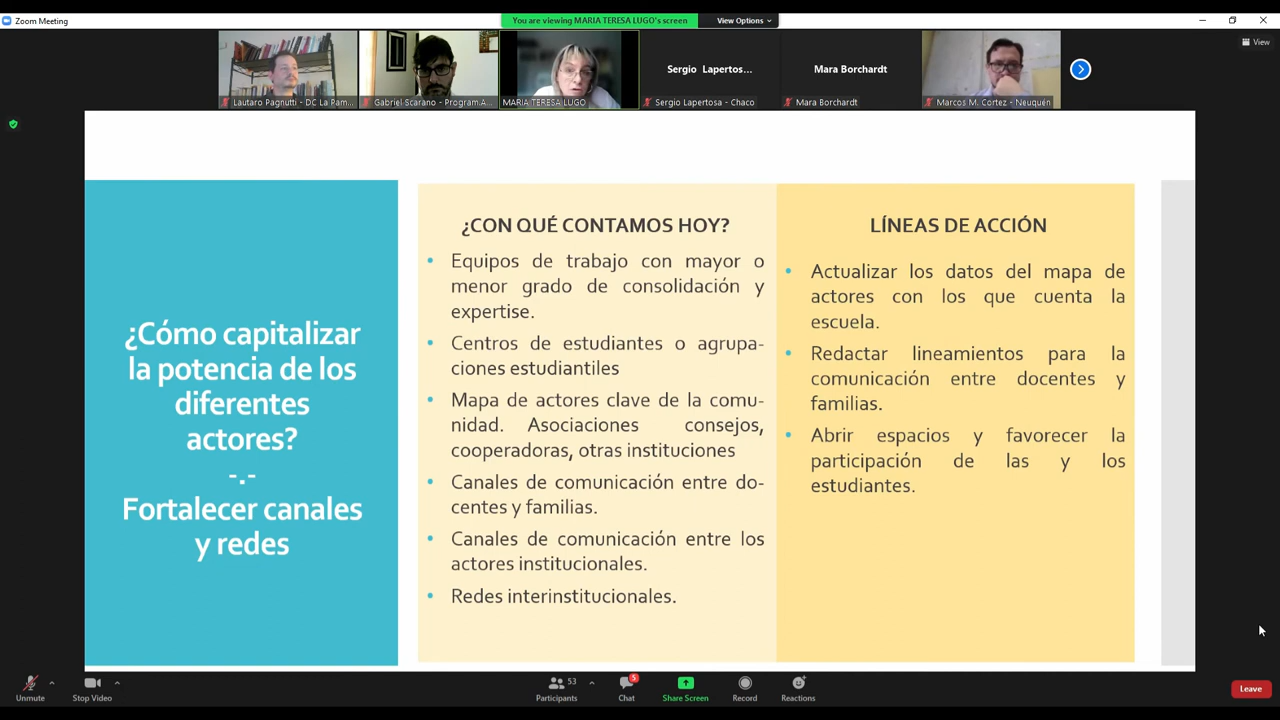 Zoom Meeting
You are viewing MARIA TERESA LUGO's screen
View Options
View
Sergio Lapertos...
Mara Borchardt
Lautaro Pagnutti - DC La Pam...
Gabriel Scarano - Program.A...
MARIA TERESA LUGO
Sergio Lapertosa - Chaco
Mara Borchardt
Marcos M. Cortez - Neuquén
¿Cómo capitalizar
la potencia de los
diferentes
actores?
-.-
Fortalecer canales
y redes
¿CON QUÉ CONTAMOS HOY?
• Equipos de trabajo con mayor o
menor grado de consolidación y
expertise.
• Centros de estudiantes o agrupa-
ciones estudiantiles
• Mapa de actores clave de la comu-
nidad. Asociaciones consejos,
cooperadoras, otras instituciones
• Canales de comunicación entre do-
centes y familias.
• Canales de comunicación entre los
actores institucionales.
• Redes interinstitucionales.
LÍNEAS DE ACCIÓN
• Actualizar los datos del mapa de
actores con los que cuenta la
escuela.
• Redactar lineamientos para la
comunicación entre docentes y
familias.
• Abrir espacios y favorecer la
participación de las y los
estudiantes.
Unmute
Stop Video
Participants
53
Chat
5
Share Screen
Record
Reactions
Leave